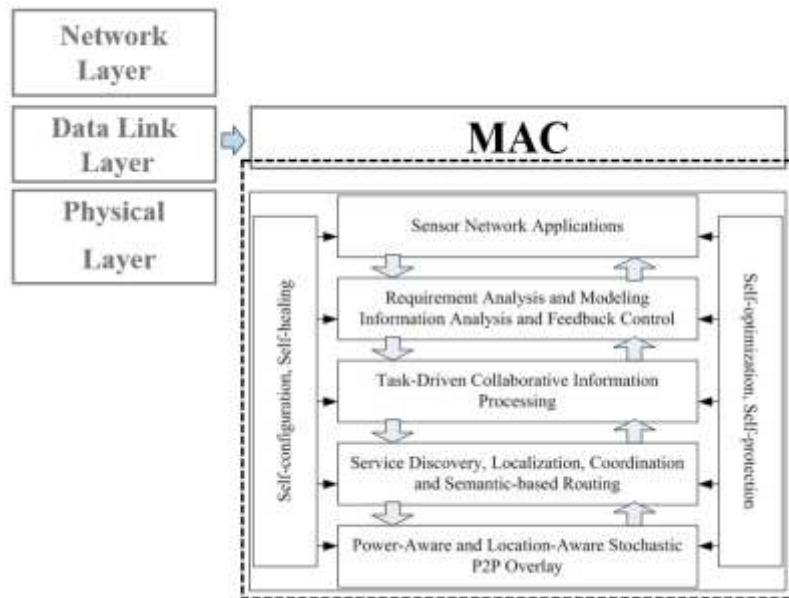 Network
Layer
Data Link
Layer
Physical
Layer
MAC
Self-configuration, Self-healing
Sensor Network Applications
Requirement Analysis and Modeling
Information Analysis and Feedback Control
Task-Driven Collaborative Information
Processing
Service Discovery, Localization, Coordination
and Semantic-based Routing
Power-Aware and Location-Aware Stochastic
P2P Overlay
Self-optimization, Self-protection